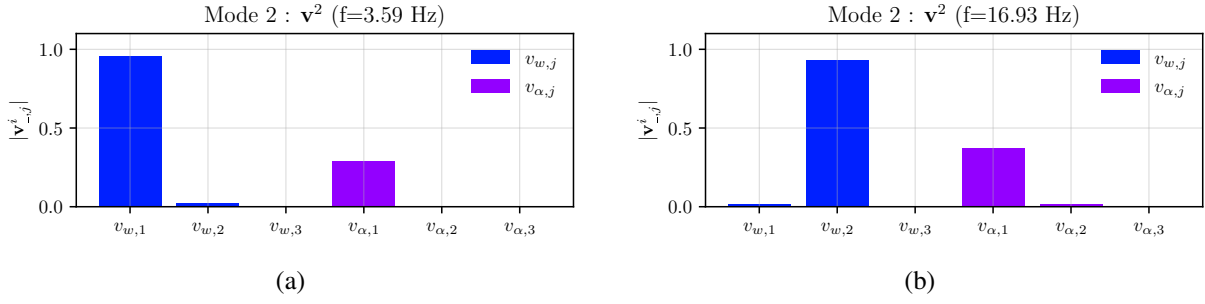 Mode 2 : v² (f=3.59 Hz)
|v^i_{-,j}|
1.0
0.5
0.0
v_{w,j}
v_{α,j}
v_{w,1} v_{w,2} v_{w,3} v_{α,1} v_{α,2} v_{α,3}
(a)
Mode 2 : v² (f=16.93 Hz)
|v^i_{-,j}|
1.0
0.5
0.0
v_{w,j}
v_{α,j}
v_{w,1} v_{w,2} v_{w,3} v_{α,1} v_{α,2} v_{α,3}
(b)